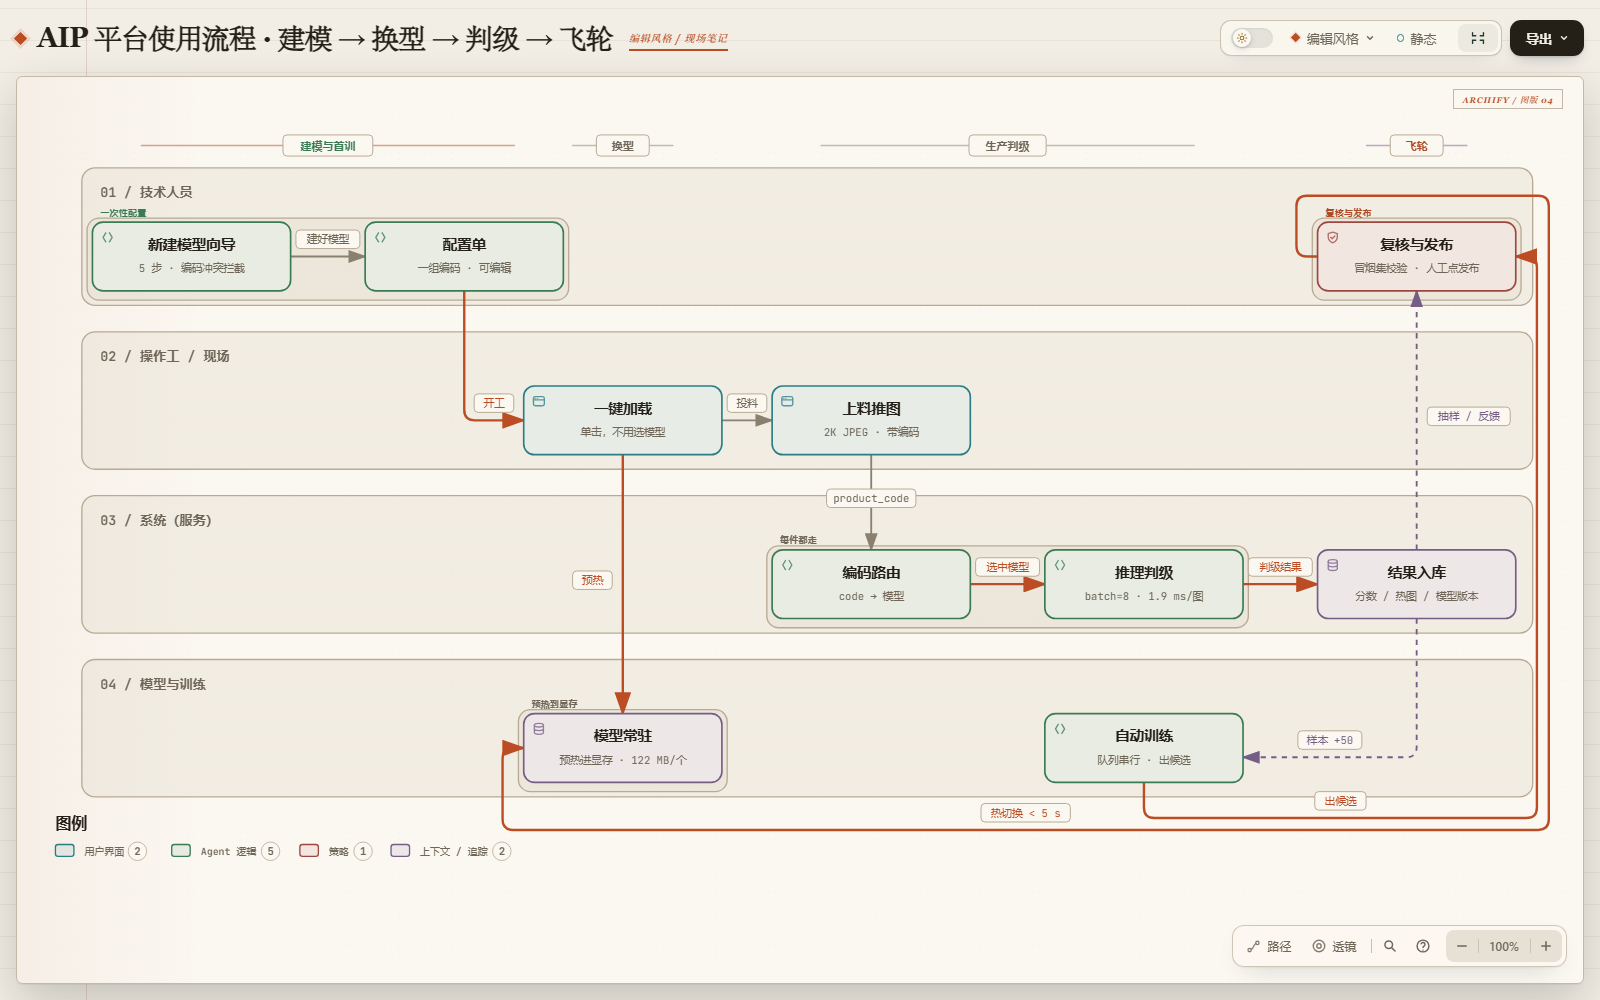 AIP 平台使用流程 · 建模 → 换型 → 判级 → 飞轮
编辑风格 / 现场笔记
编辑风格
静态
导出
ARCHIFY / 图版 04
建模与首训
换型
生产判级
飞轮
01 / 技术人员
一次性配置
新建模型向导
5 步 · 编码冲突拦截
建好模型
配置单
一组编码 · 可编辑
复核与发布
复核与发布
冒烟集校验 · 人工点发布
02 / 操作工 / 现场
开工
一键加载
单击，不用选模型
投料
上料推图
2K JPEG · 带编码
抽样 / 反馈
product_code
03 / 系统（服务）
每件都走
预热
编码路由
code → 模型
选中模型
推理判级
batch=8 · 1.9 ms/图
判级结果
结果入库
分数 / 热图 / 模型版本
04 / 模型与训练
预热到显存
模型常驻
预热进显存 · 122 MB/个
自动训练
队列串行 · 出候选
样本 +50
出候选
热切换 < 5 s
图例
用户界面 2
Agent 逻辑 5
策略 1
上下文 / 追踪 2
路径
透镜
100%